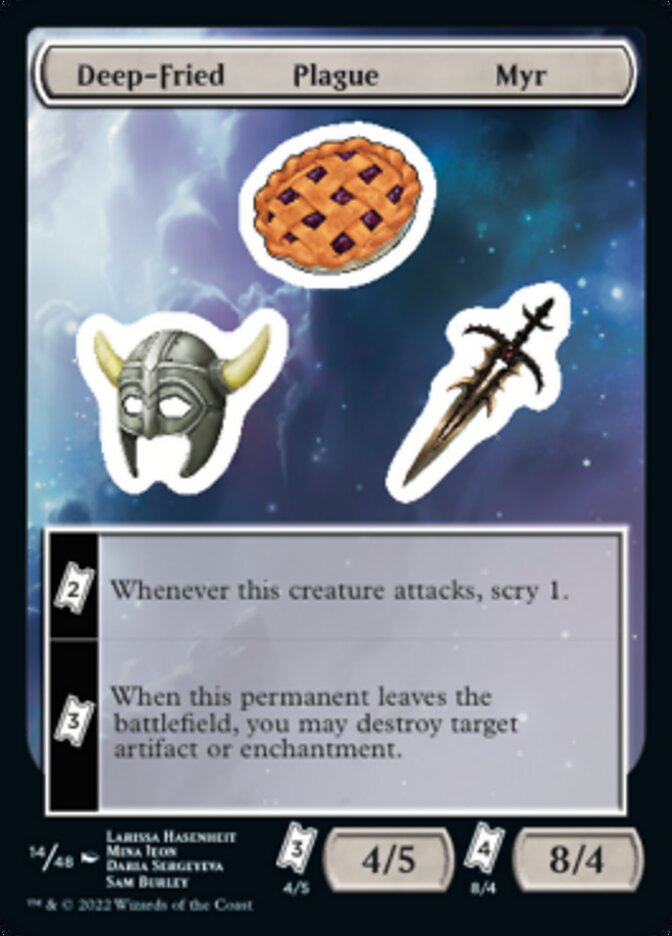 Deep-Fried Plague Myr
2
Whenever this creature attacks, scry 1.
3
When this permanent leaves the
battlefield, you may destroy target
artifact or enchantment.
14/48
Larissa Hasenheit
Mina Jeon
Daria Sergeyeva
Sam Burley
™ & © 2022 Wizards of the Coast
3
4/5
4/5
4
8/4
8/4